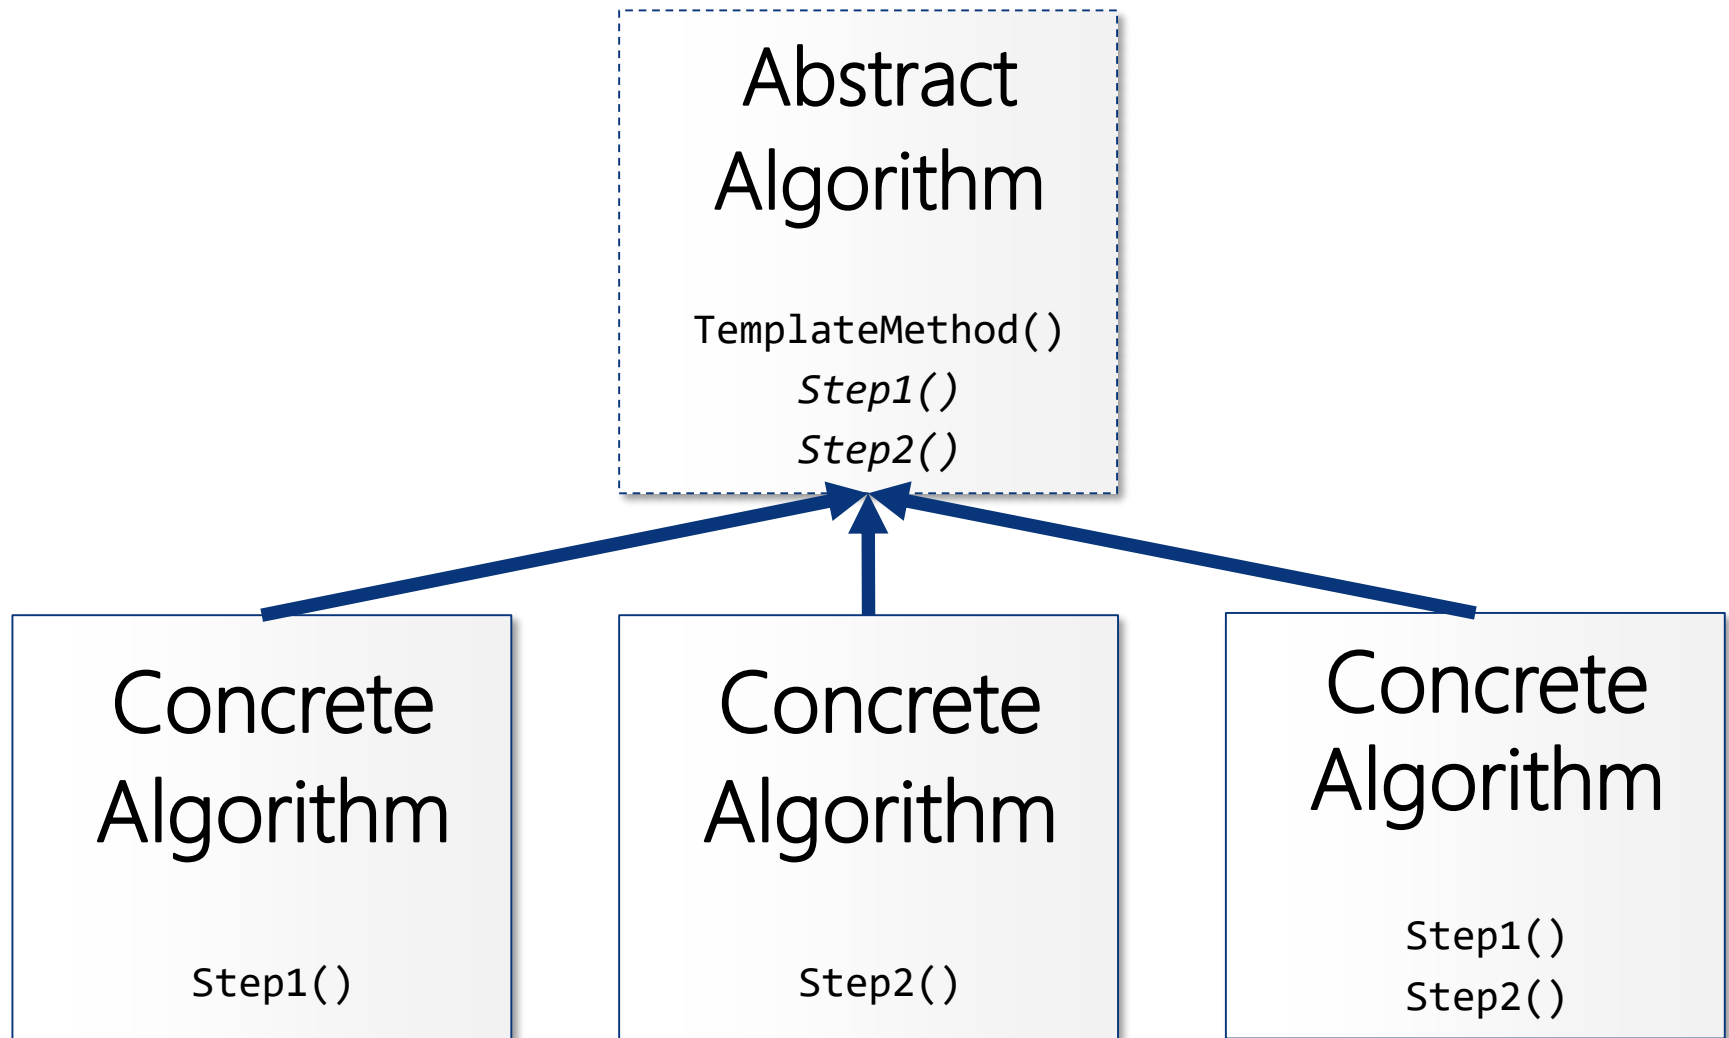 Abstract
Algorithm
TemplateMethod()
Step1()
Step2()
Concrete
Algorithm
Step1()
Concrete
Algorithm
Step2()
Concrete
Algorithm
Step1()
Step2()